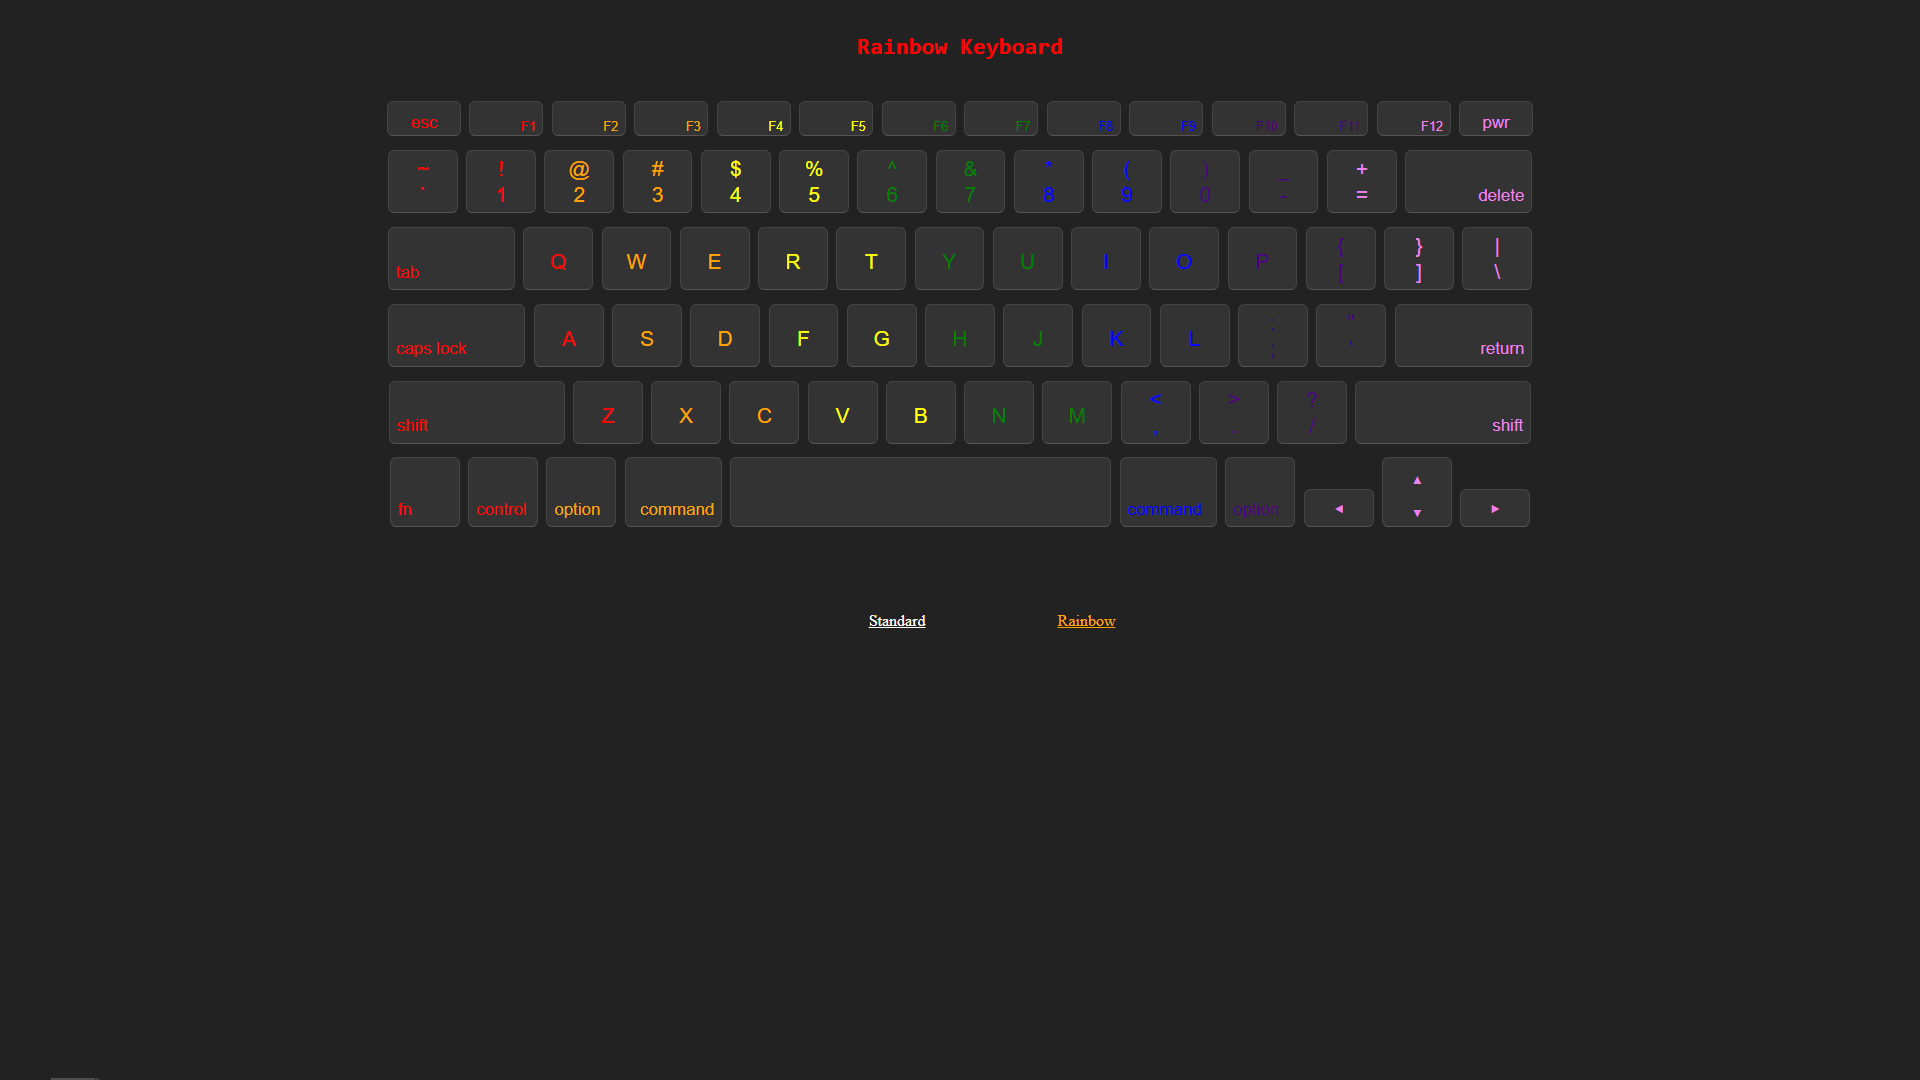 Rainbow Keyboard
esc F1 F2 F3 F4 F5 F6 F7 F8 F9 F10 F11 F12 pwr
~ ! @ # $ % ^ & * ( ) _ +
` 1 2 3 4 5 6 7 8 9 0 - = delete
tab Q W E R T Y U I O P { } |
[ ] \
caps lock A S D F G H J K L : "
; ' return
shift Z X C V B N M < > ? shift
, . /
fn control option command command option ◄ ▲ ▼ ►
Standard Rainbow